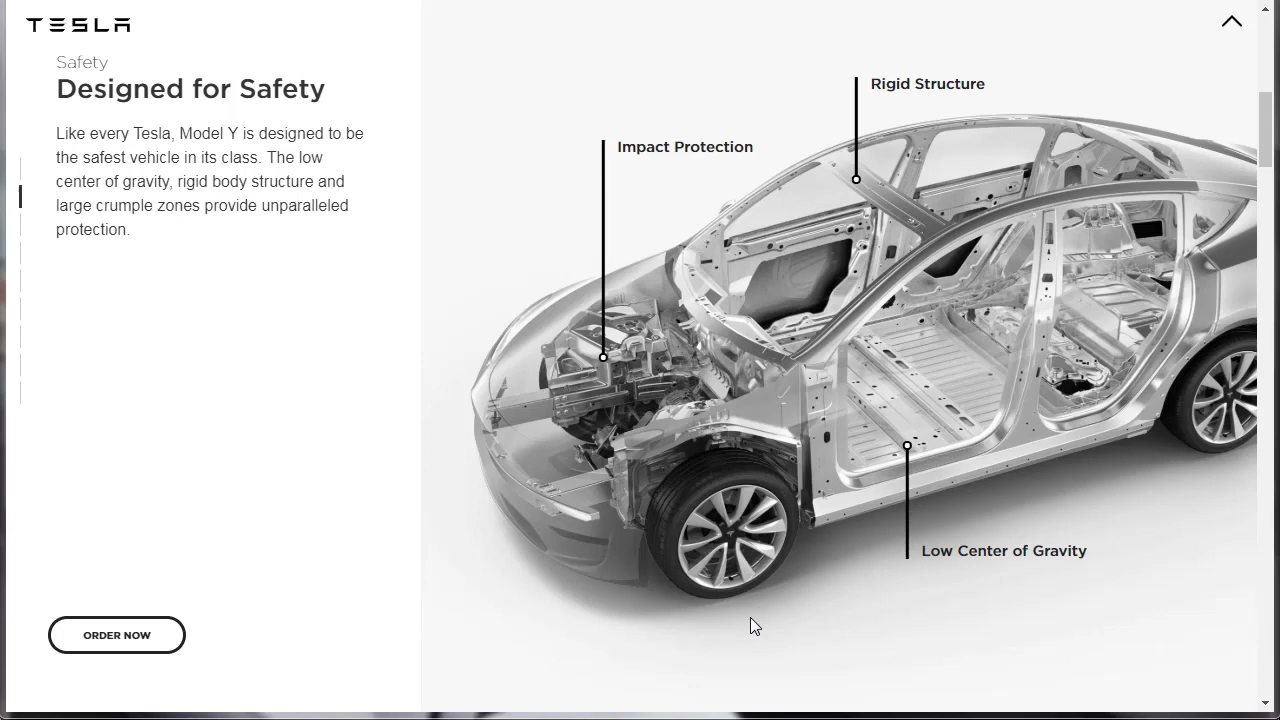 TESLA
Safety
Designed for Safety
Like every Tesla, Model Y is designed to be
the safest vehicle in its class. The low
center of gravity, rigid body structure and
large crumple zones provide unparalleled
protection.
ORDER NOW
Rigid Structure
Impact Protection
Low Center of Gravity